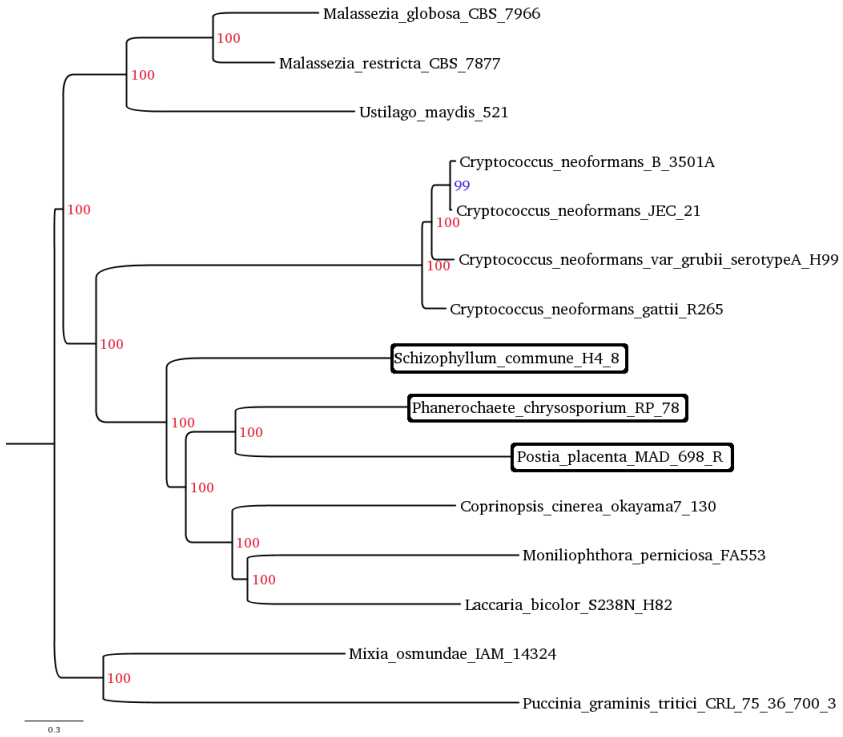 Malassezia_globosa_CBS_7966
100
Malassezia_restricta_CBS_7877
100
Ustilago_maydis_521
Cryptococcus_neoformans_B_3501A
99
Cryptococcus_neoformans_JEC_21
100
100
Cryptococcus_neoformans_var_grubii_serotypeA_H99
100
Cryptococcus_neoformans_gattii_R265
100
Schizophyllum_commune_H4_8
Phanerochaete_chrysosporium_RP_78
100
100
Postia_placenta_MAD_698_R
100
Coprinopsis_cinerea_okayama7_130
100
Moniliophthora_perniciosa_FA553
100
Laccaria_bicolor_S238N_H82
Mixia_osmundae_IAM_14324
100
Puccinia_graminis_tritici_CRL_75_36_700_3
0.3